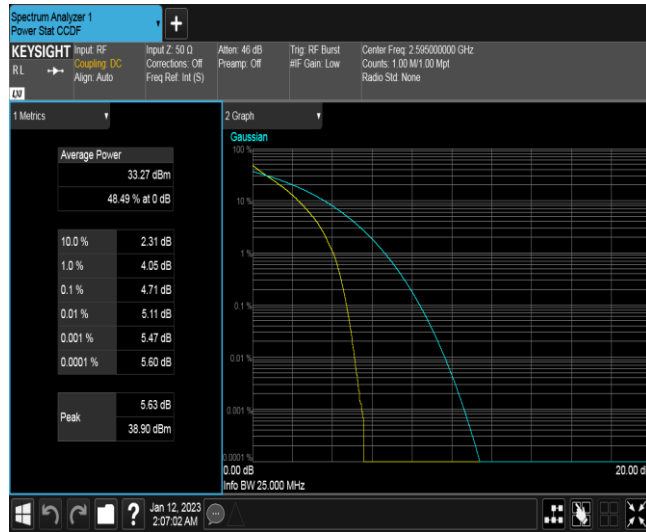 Spectrum Analyzer 1
Power Stat CCDF
+
KEYSIGHT
RL
LXI
Input: RF
Coupling: DC
Align: Auto
Input Z: 50 Ω
Corrections: Off
Freq Ref: Int (S)
Atten: 46 dB
Preamp: Off
Trig: RF Burst
#IF Gain: Low
Center Freq: 2.595000000 GHz
Counts: 1.00 M/1.00 Mpt
Radio Std: None
1 Metrics
Average Power
33.27 dBm
48.49 % at 0 dB
10.0 % 2.31 dB
1.0 % 4.05 dB
0.1 % 4.71 dB
0.01 % 5.11 dB
0.001 % 5.47 dB
0.0001 % 5.60 dB
Peak
5.63 dB
38.90 dBm
2 Graph
Gaussian
100 %
10 %
1 %
0.1 %
0.01 %
0.001 %
0.0001 %
0.00 dB
20.00 d
Info BW 25.000 MHz
?
Jan 12, 2023
2:07:02 AM